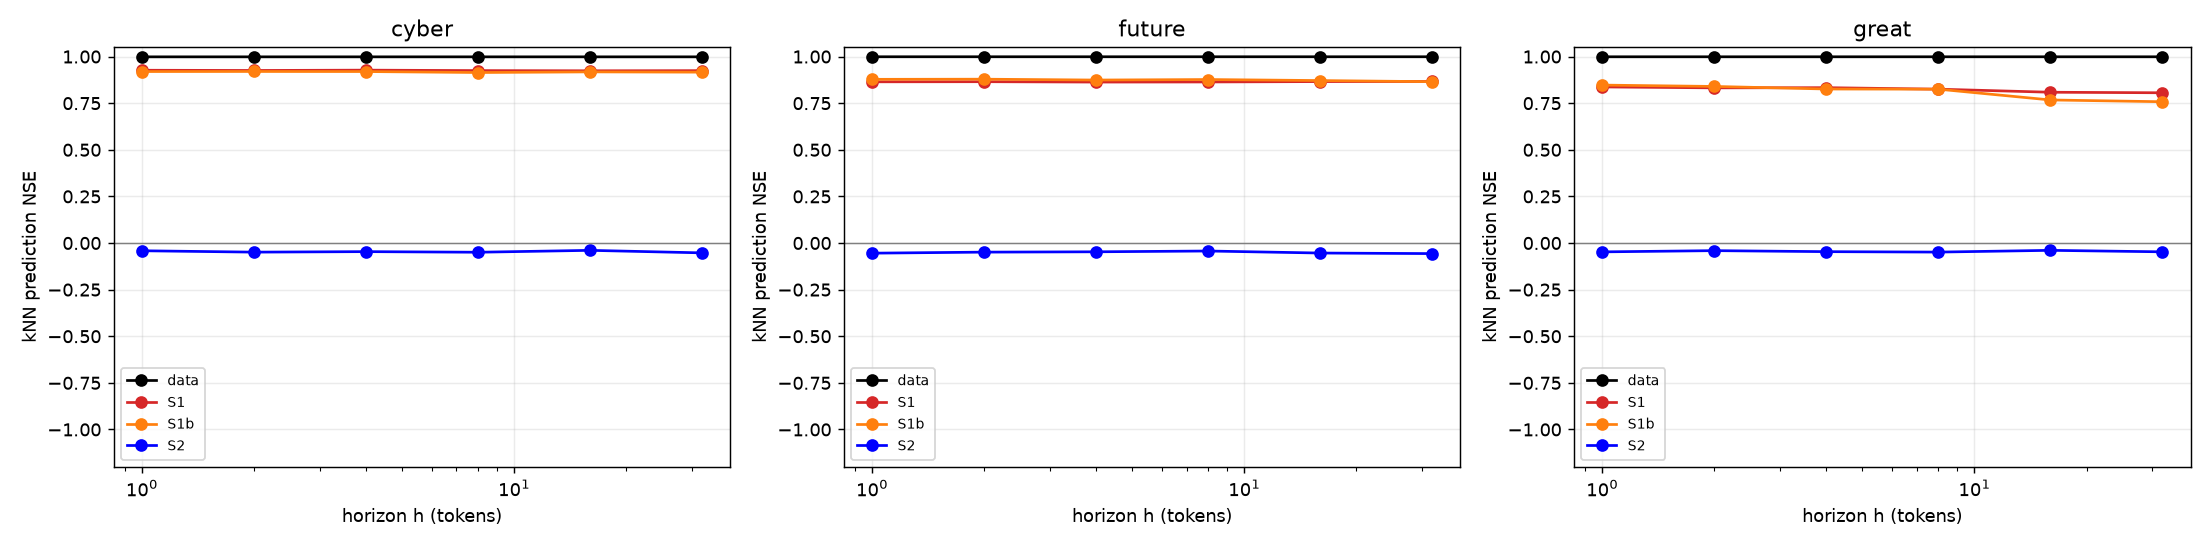 cyber
kNN prediction NSE
1.00
0.75
0.50
0.25
0.00
−0.25
−0.50
−0.75
−1.00
data
S1
S1b
S2
10⁰
10¹
horizon h (tokens)
future
kNN prediction NSE
1.00
0.75
0.50
0.25
0.00
−0.25
−0.50
−0.75
−1.00
data
S1
S1b
S2
10⁰
10¹
horizon h (tokens)
great
kNN prediction NSE
1.00
0.75
0.50
0.25
0.00
−0.25
−0.50
−0.75
−1.00
data
S1
S1b
S2
10⁰
10¹
horizon h (tokens)